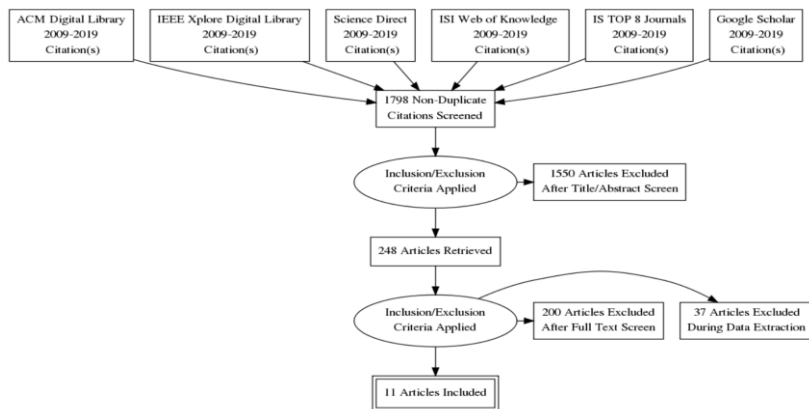 ACM Digital Library
2009-2019
Citation(s)
IEEE Xplore Digital Library
2009-2019
Citation(s)
Science Direct
2009-2019
Citation(s)
ISI Web of Knowledge
2009-2019
Citation(s)
IS TOP 8 Journals
2009-2019
Citation(s)
Google Scholar
2009-2019
Citation(s)
1798 Non-Duplicate
Citations Screened
Inclusion/Exclusion
Criteria Applied
1550 Articles Excluded
After Title/Abstract Screen
248 Articles Retrieved
Inclusion/Exclusion
Criteria Applied
200 Articles Excluded
After Full Text Screen
37 Articles Excluded
During Data Extraction
11 Articles Included